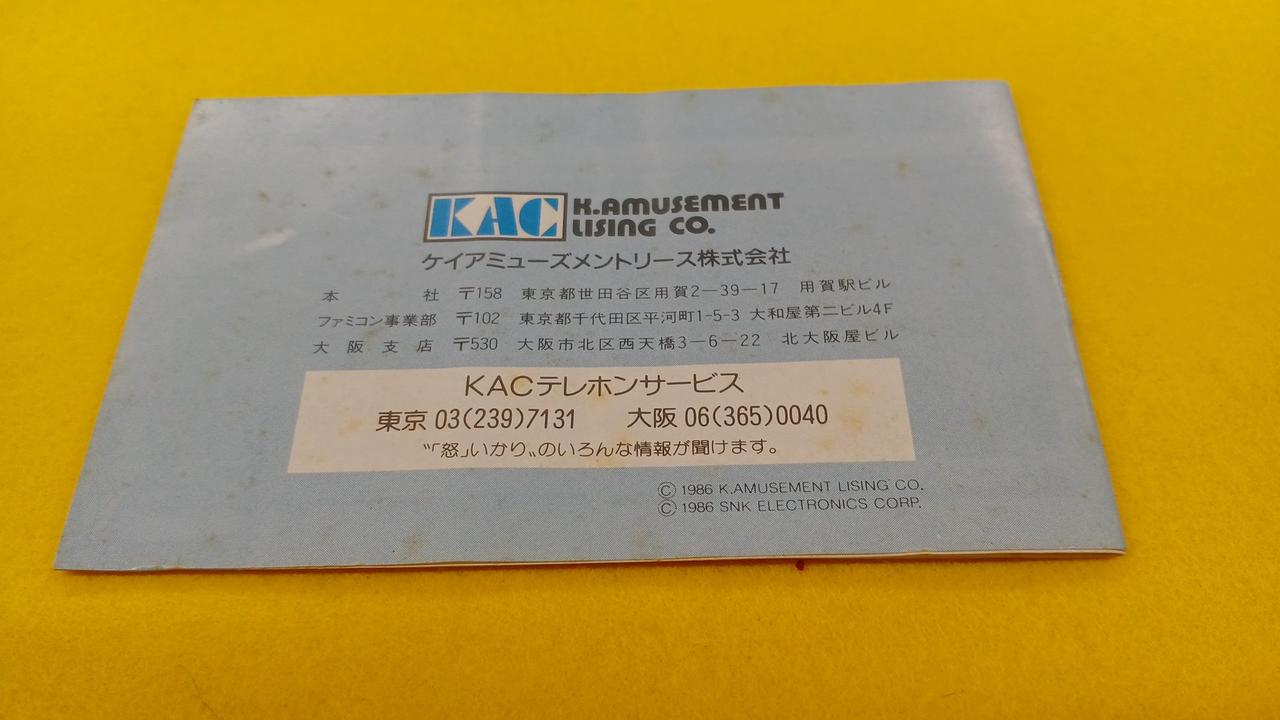 KAC K.AMUSEMENT
LISING CO.
ケイアミューズメントリース株式会社
本社 〒158 東京都世田谷区用賀2-39-17 用賀駅ビル
ファミコン事業部 〒102 東京都千代田区平河町1-5-3 大和屋第二ビル4F
大阪支店 〒530 大阪市北区西天橋3-6-22 北大阪屋ビル
KACテレホンサービス
東京 03(239)7131 大阪 06(365)0040
〝「怒」いかり〟のいろんな情報が聞けます。
© 1986 K.AMUSEMENT LISING CO.
© 1986 SNK ELECTRONICS CORP.